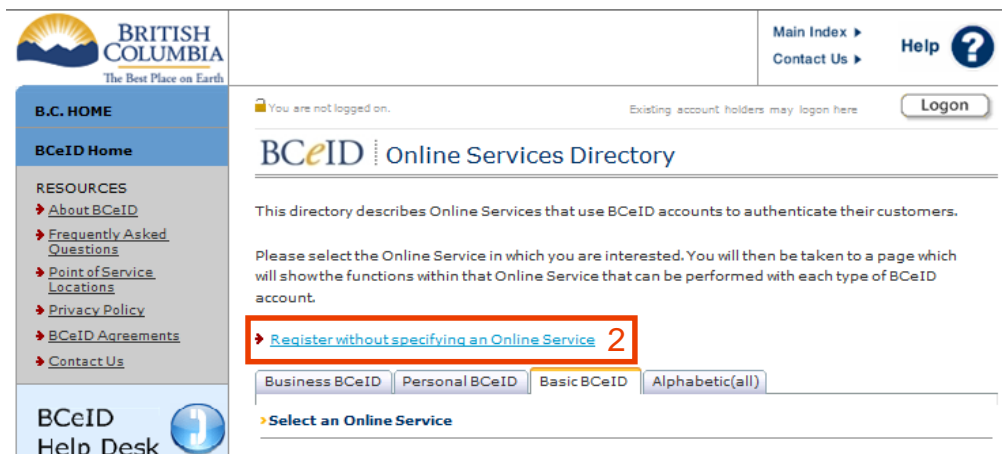 BRITISH
COLUMBIA
The Best Place on Earth
Main Index
Contact Us
Help ?
B.C. HOME
BCeID Home
RESOURCES
About BCeID
Frequently Asked
Questions
Point of Service
Locations
Privacy Policy
BCeID Agreements
Contact Us
BCeID
Help Desk
You are not logged on.
Existing account holders may logon here
Logon
BCeID Online Services Directory
This directory describes Online Services that use BCeID accounts to authenticate their customers.
Please select the Online Service in which you are interested. You will then be taken to a page which
will show the functions within that Online Service that can be performed with each type of BCeID
account.
Register without specifying an Online Service 2
Business BCeID Personal BCeID Basic BCeID Alphabetic(all)
Select an Online Service